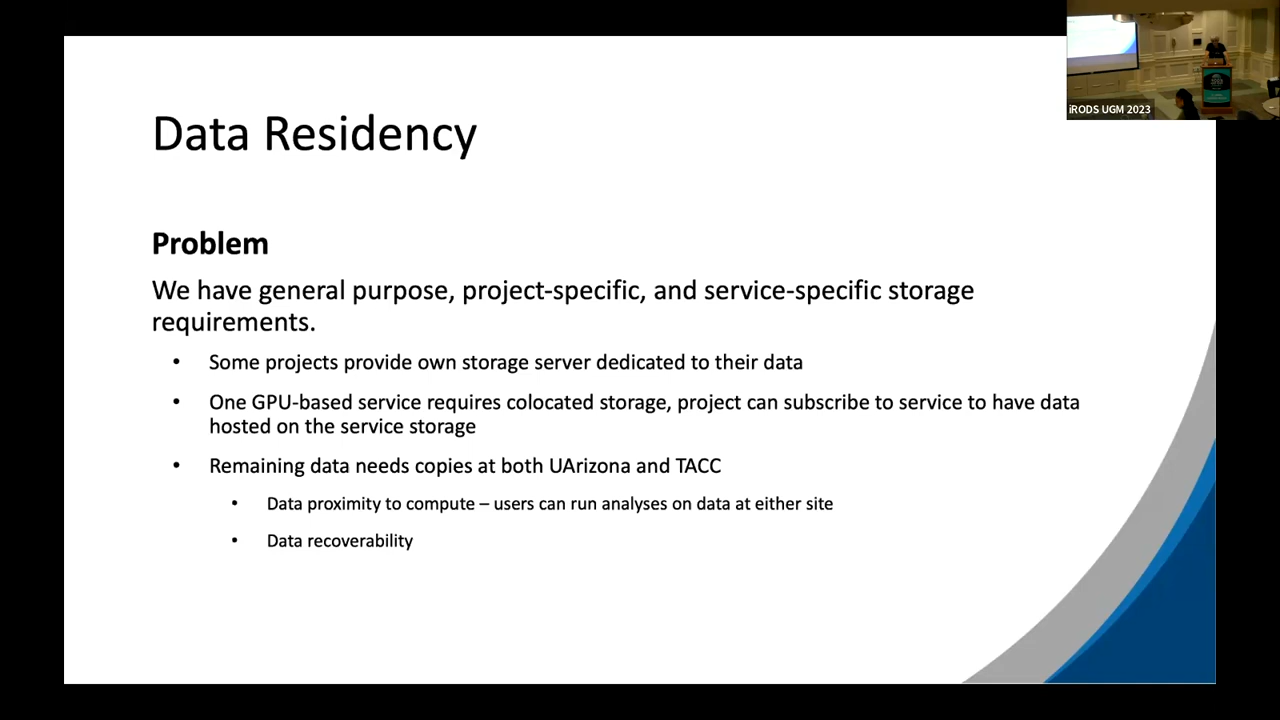 iRODS UGM 2023
Data Residency
Problem
We have general purpose, project-specific, and service-specific storage
requirements.
• Some projects provide own storage server dedicated to their data
• One GPU-based service requires colocated storage, project can subscribe to service to have data
hosted on the service storage
• Remaining data needs copies at both UArizona and TACC
• Data proximity to compute – users can run analyses on data at either site
• Data recoverability